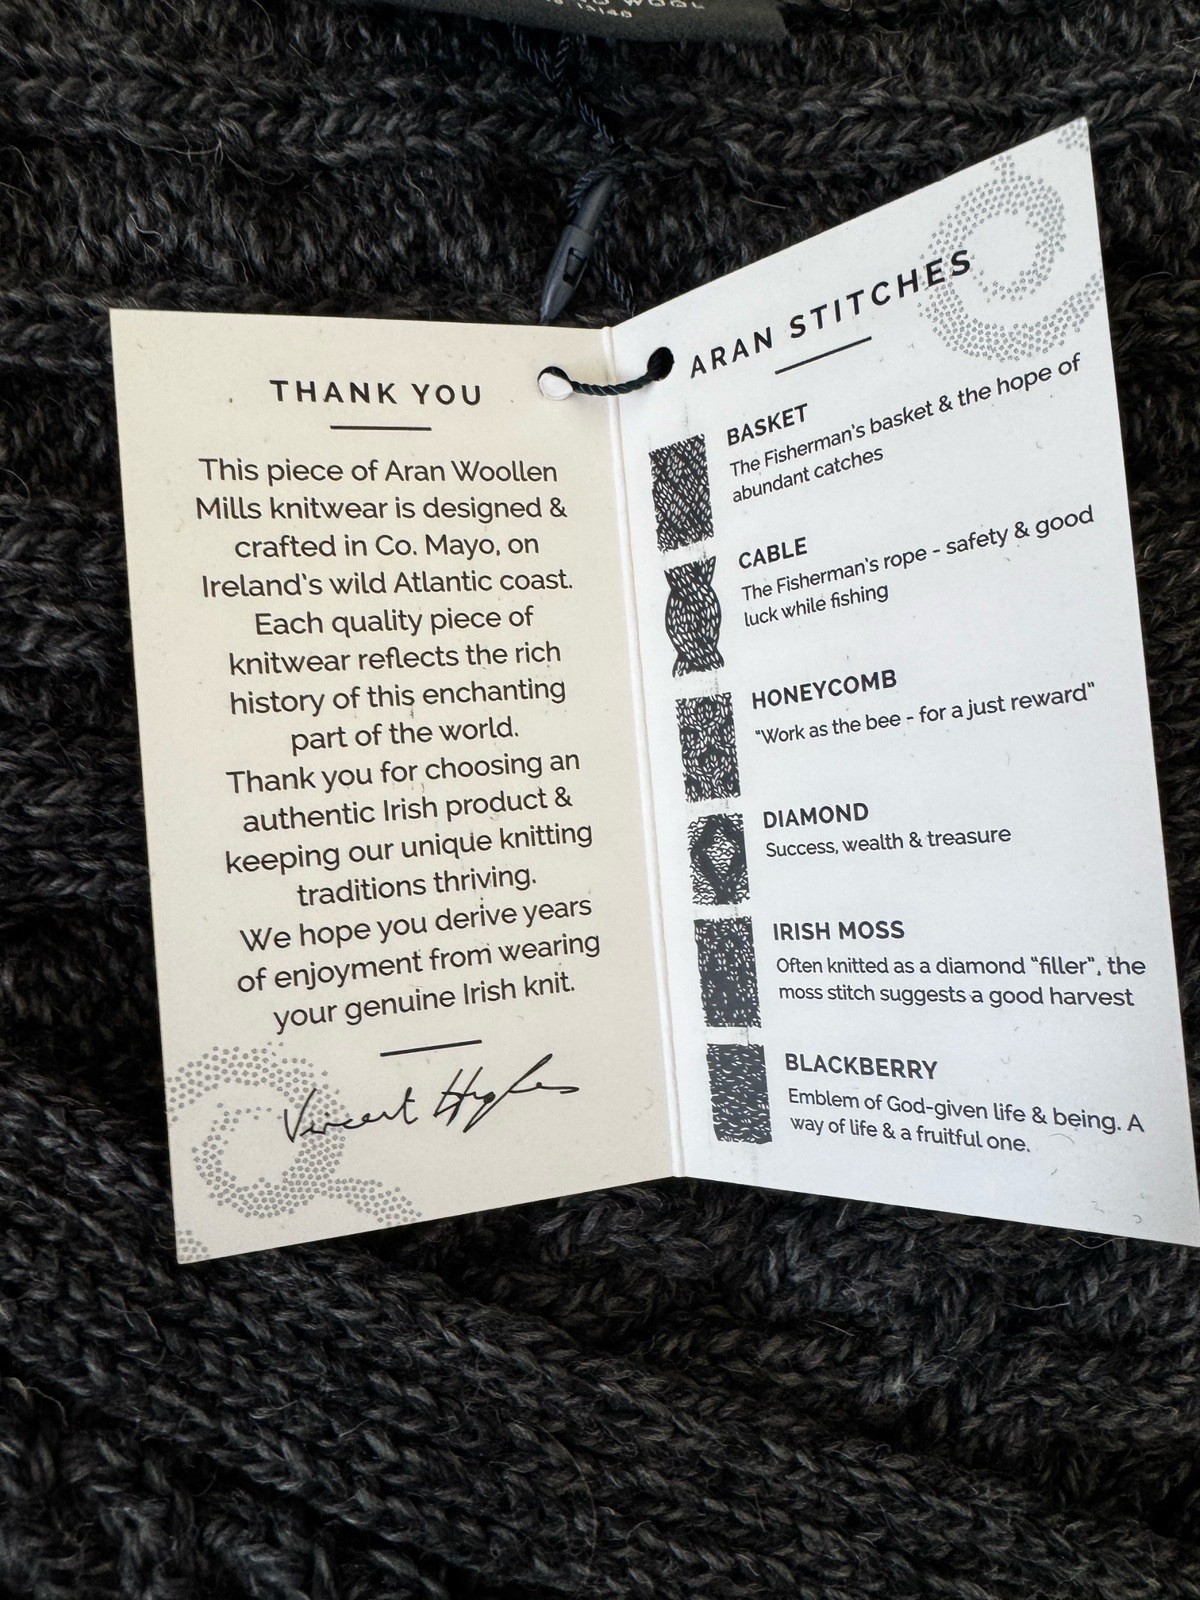 WOOL
THANK YOU
This piece of Aran Woollen
Mills knitwear is designed &
crafted in Co. Mayo, on
Ireland's wild Atlantic coast.
Each quality piece of
knitwear reflects the rich
history of this enchanting
part of the world.
Thank you for choosing an
authentic Irish product &
keeping our unique knitting
traditions thriving.
We hope you derive years
of enjoyment from wearing
your genuine Irish knit.
Vincent Hughes
ARAN STITCHES
BASKET
The Fisherman's basket & the hope of
abundant catches
CABLE
The Fisherman's rope - safety & good
luck while fishing
HONEYCOMB
"Work as the bee - for a just reward"
DIAMOND
Success, wealth & treasure
IRISH MOSS
Often knitted as a diamond "filler", the
moss stitch suggests a good harvest
BLACKBERRY
Emblem of God-given life & being. A
way of life & a fruitful one.